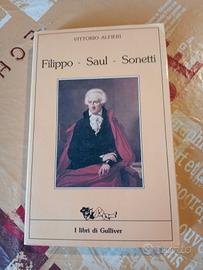 VITTORIO ALFIERI
Filippo · Saul · Sonetti
I libri di Gulliver